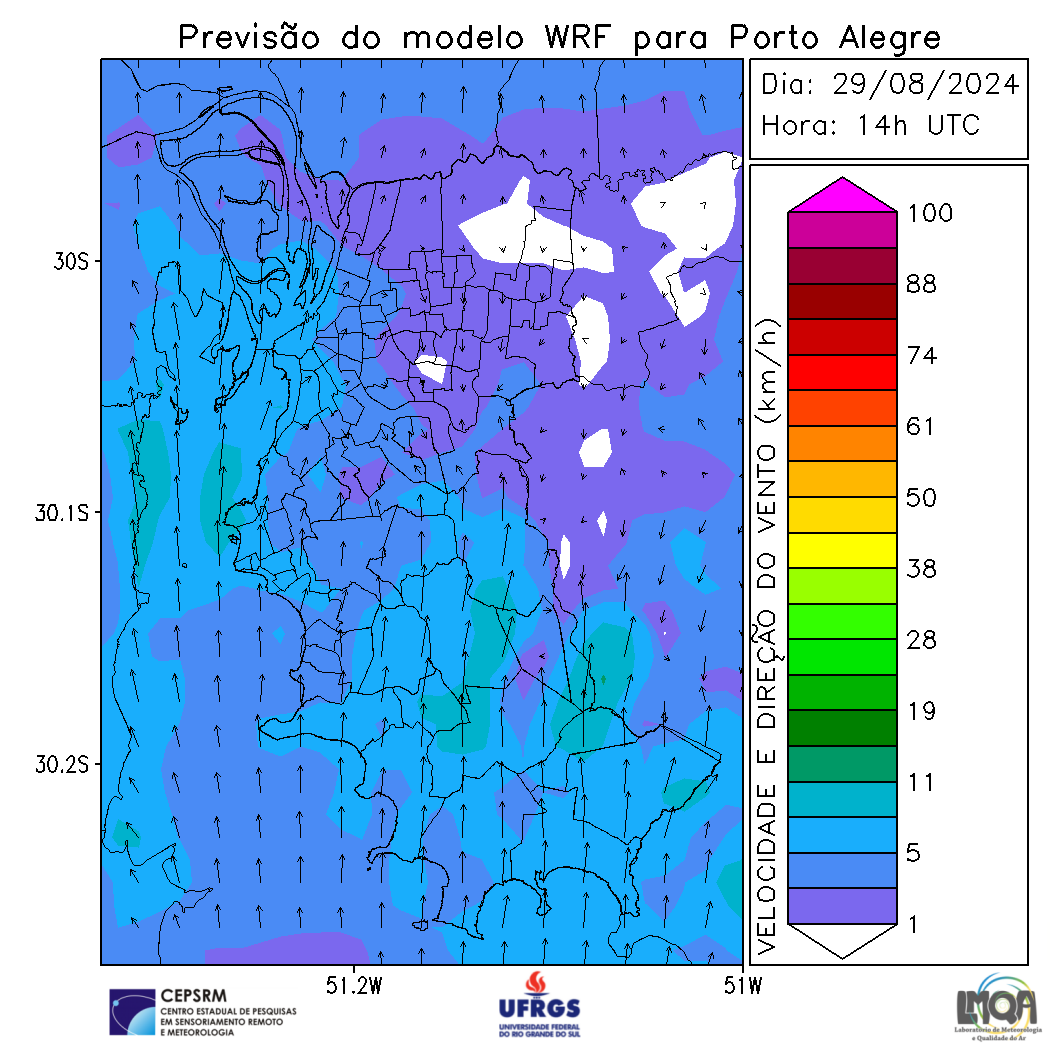 Previsão do modelo WRF para Porto Alegre
Dia: 29/08/2024
Hora: 14h UTC
30S
30.1S
30.2S
51.2W
51W
VELOCIDADE E DIREÇÃO DO VENTO (km/h)
100
88
74
61
50
38
28
19
11
5
1
CEPSRM
CENTRO ESTADUAL DE PESQUISAS
EM SENSORIAMENTO REMOTO
E METEOROLOGIA
UFRGS
UNIVERSIDADE FEDERAL
DO RIO GRANDE DO SUL
LMQA
Laboratório de Meteorologia
e Qualidade do Ar